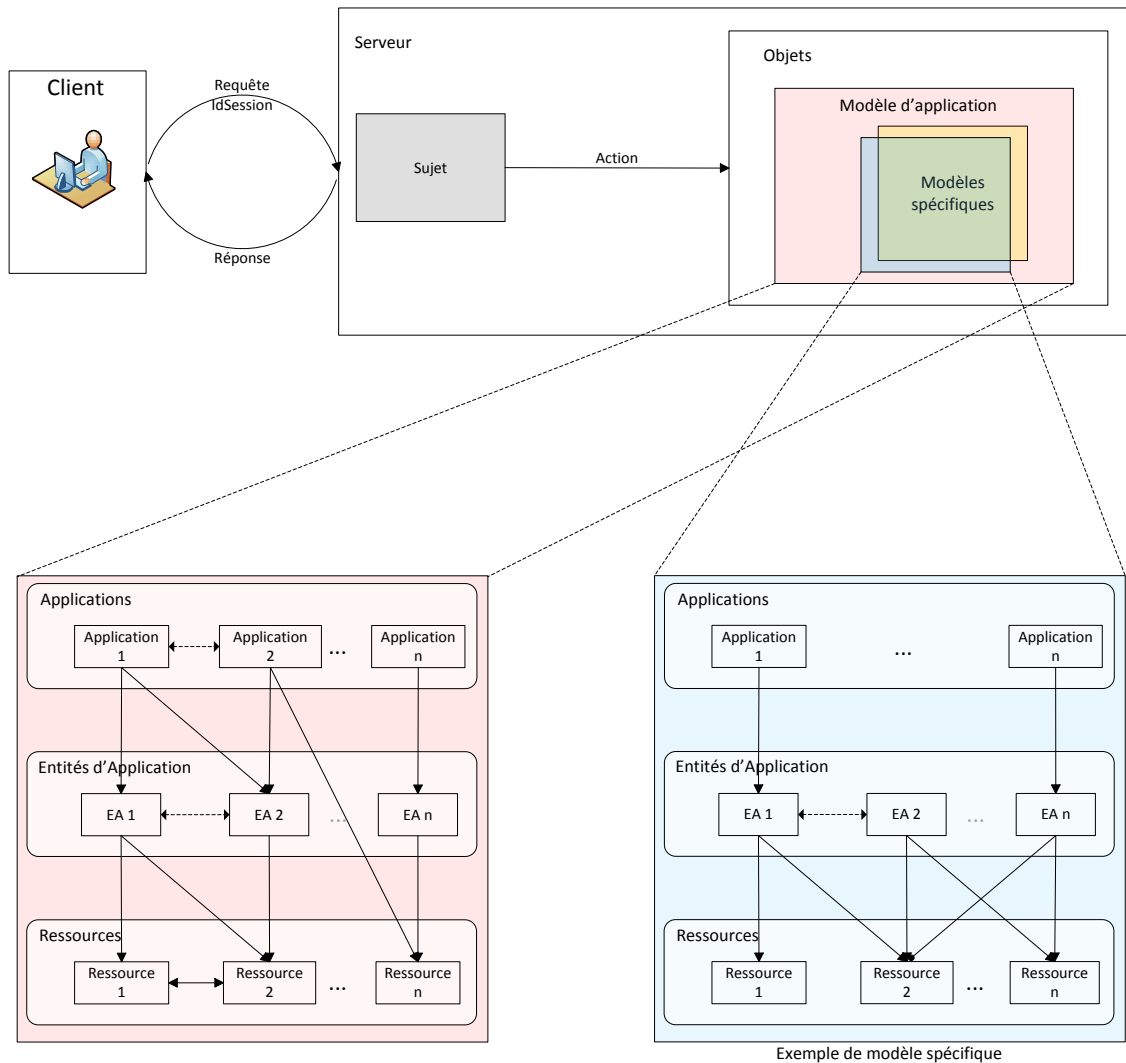 Serveur
Objets
Client
Requête
IdSession
Modèle d’application
Sujet
Action
Modèles
spécifiques
Réponse
Applications
Application
1
Application
2
...
Application
n
Entités d’Application
EA 1
EA 2
...
EA n
Ressources
Ressource
1
Ressource
2
...
Ressource
n
Applications
Application
1
...
Application
n
Entités d’Application
EA 1
EA 2
...
EA n
Ressources
Ressource
1
Ressource
2
...
Ressource
n
Exemple de modèle spécifique